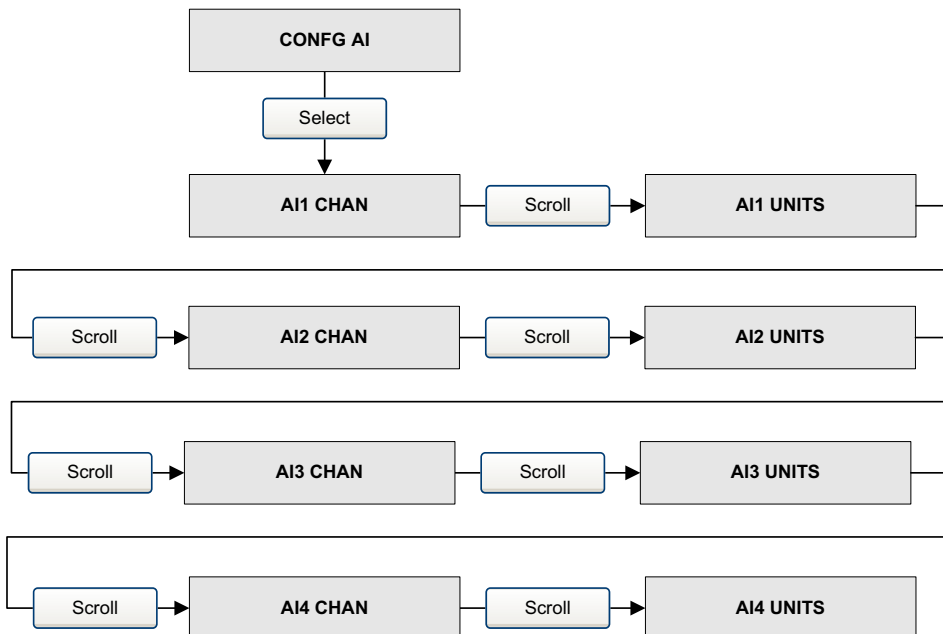 CONFG AI
Select
AI1 CHAN
Scroll
AI1 UNITS
Scroll
AI2 CHAN
Scroll
AI2 UNITS
Scroll
AI3 CHAN
Scroll
AI3 UNITS
Scroll
AI4 CHAN
Scroll
AI4 UNITS